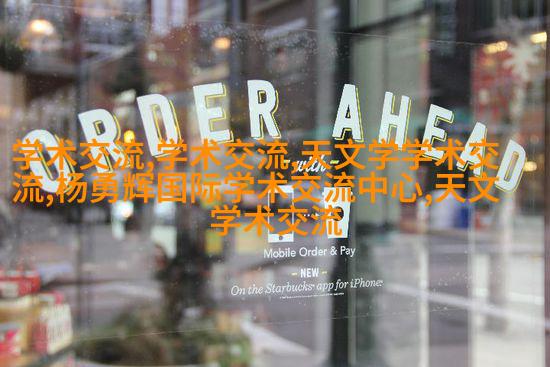 ORDER AHEAD
学术交流,学术交流,天文学学术交
流,杨勇辉国际学术交流中心,天文
学术交流
with
Mobile Order & Pay
NEW
On the Starbucks app for iPhone.